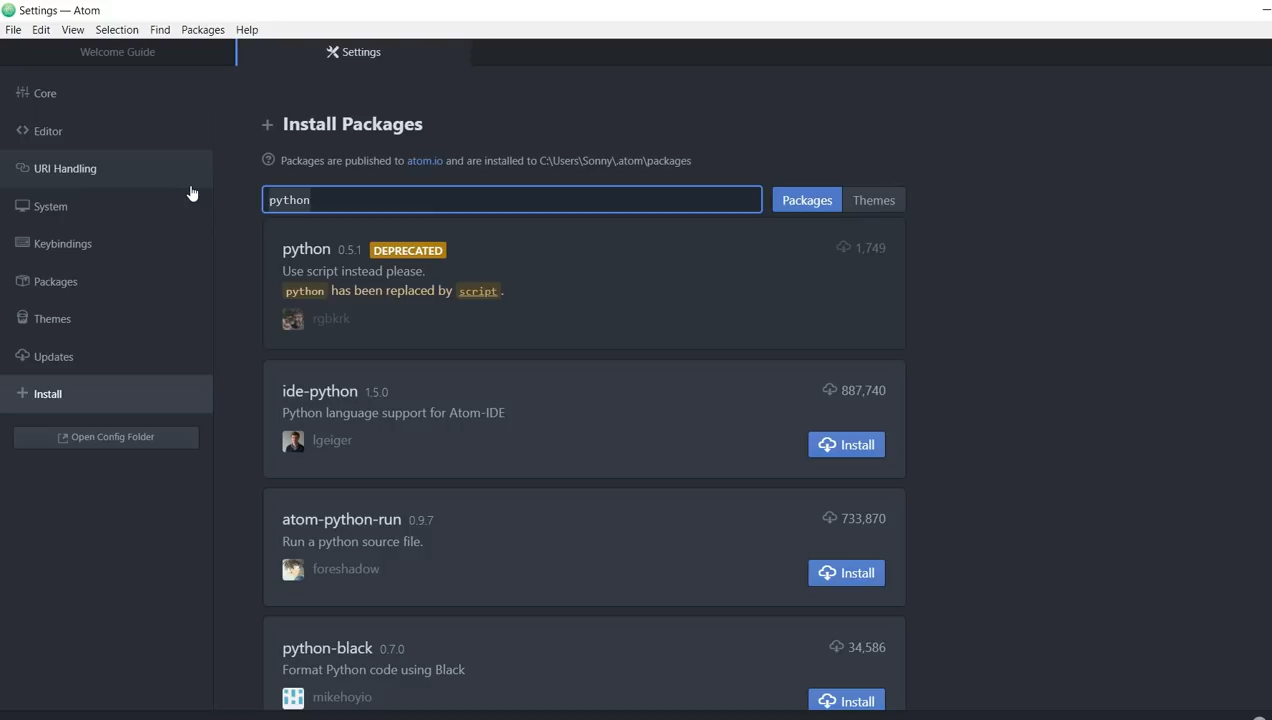 Settings — Atom
File Edit View Selection Find Packages Help
Welcome Guide
Settings
Core
Editor
URI Handling
System
Keybindings
Packages
Themes
Updates
Install
Open Config Folder
Install Packages
Packages are published to atom.io and are installed to C:\Users\Sonny\.atom\packages
python
Packages Themes
python 0.5.1 DEPRECATED 1,749
Use script instead please.
python has been replaced by script.
rgbkrk
ide-python 1.5.0 887,740
Python language support for Atom-IDE
lgeiger
Install
atom-python-run 0.9.7 733,870
Run a python source file.
foreshadow
Install
python-black 0.7.0 34,586
Format Python code using Black
mikehoyio
Install